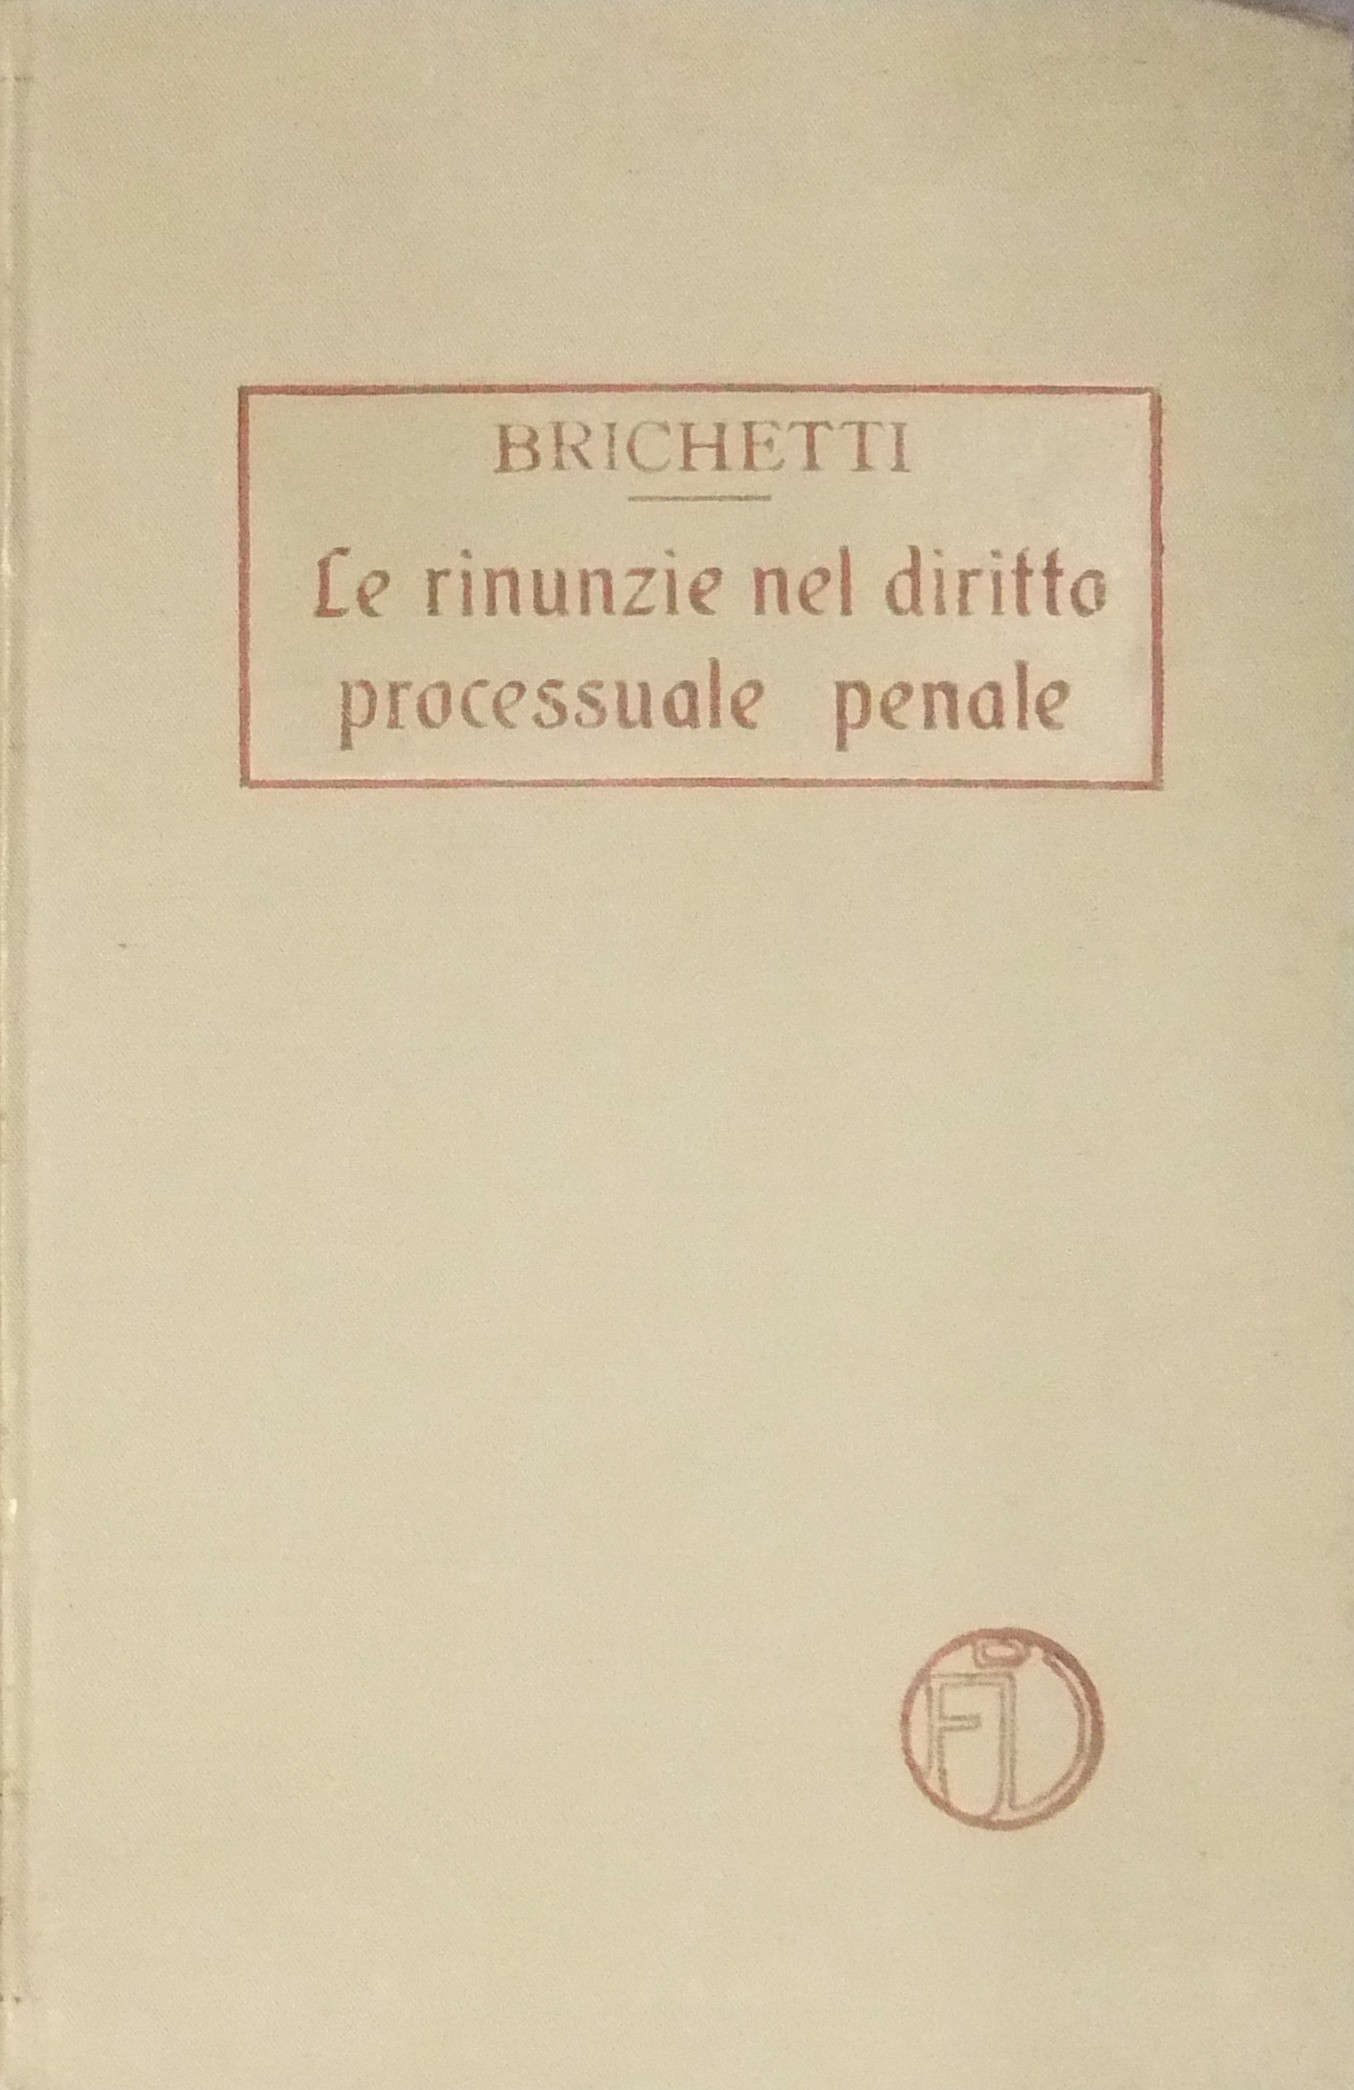 BRICHETTI
Le rinunzie nel diritto
processuale penale